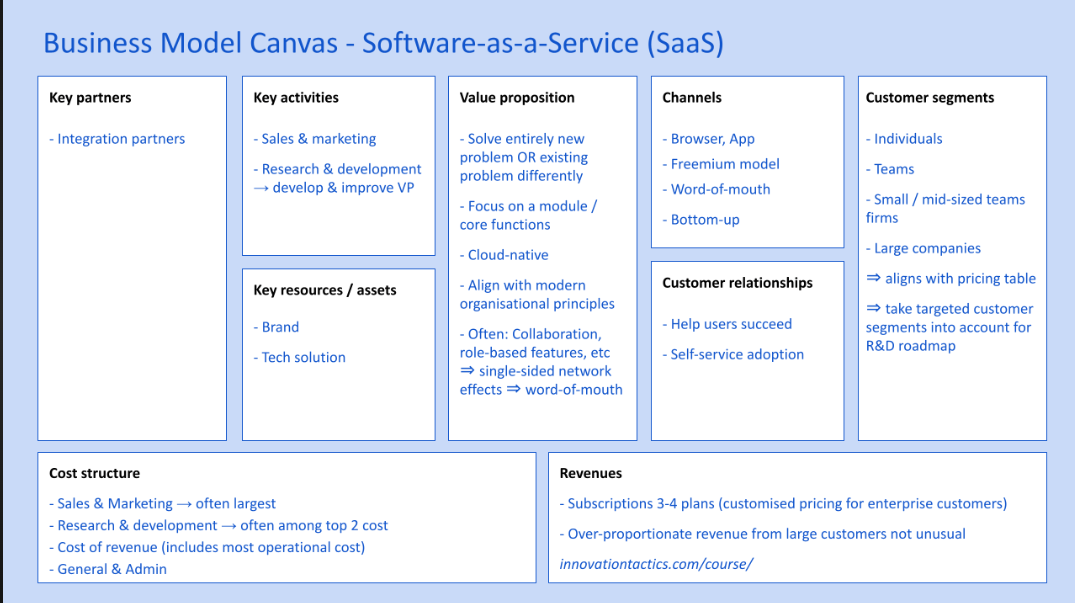 Business Model Canvas - Software-as-a-Service (SaaS)
Key partners
- Integration partners
Key activities
- Sales & marketing
- Research & development
→ develop & improve VP
Key resources / assets
- Brand
- Tech solution
Value proposition
- Solve entirely new
problem OR existing
problem differently
- Focus on a module /
core functions
- Cloud-native
- Align with modern
organisational principles
- Often: Collaboration,
role-based features, etc
⇒ single-sided network
effects ⇒ word-of-mouth
Channels
- Browser, App
- Freemium model
- Word-of-mouth
- Bottom-up
Customer relationships
- Help users succeed
- Self-service adoption
Customer segments
- Individuals
- Teams
- Small / mid-sized teams
firms
- Large companies
⇒ aligns with pricing table
⇒ take targeted customer
segments into account for
R&D roadmap
Cost structure
- Sales & Marketing → often largest
- Research & development → often among top 2 cost
- Cost of revenue (includes most operational cost)
- General & Admin
Revenues
- Subscriptions 3-4 plans (customised pricing for enterprise customers)
- Over-proportionate revenue from large customers not unusual
innovationtactics.com/course/